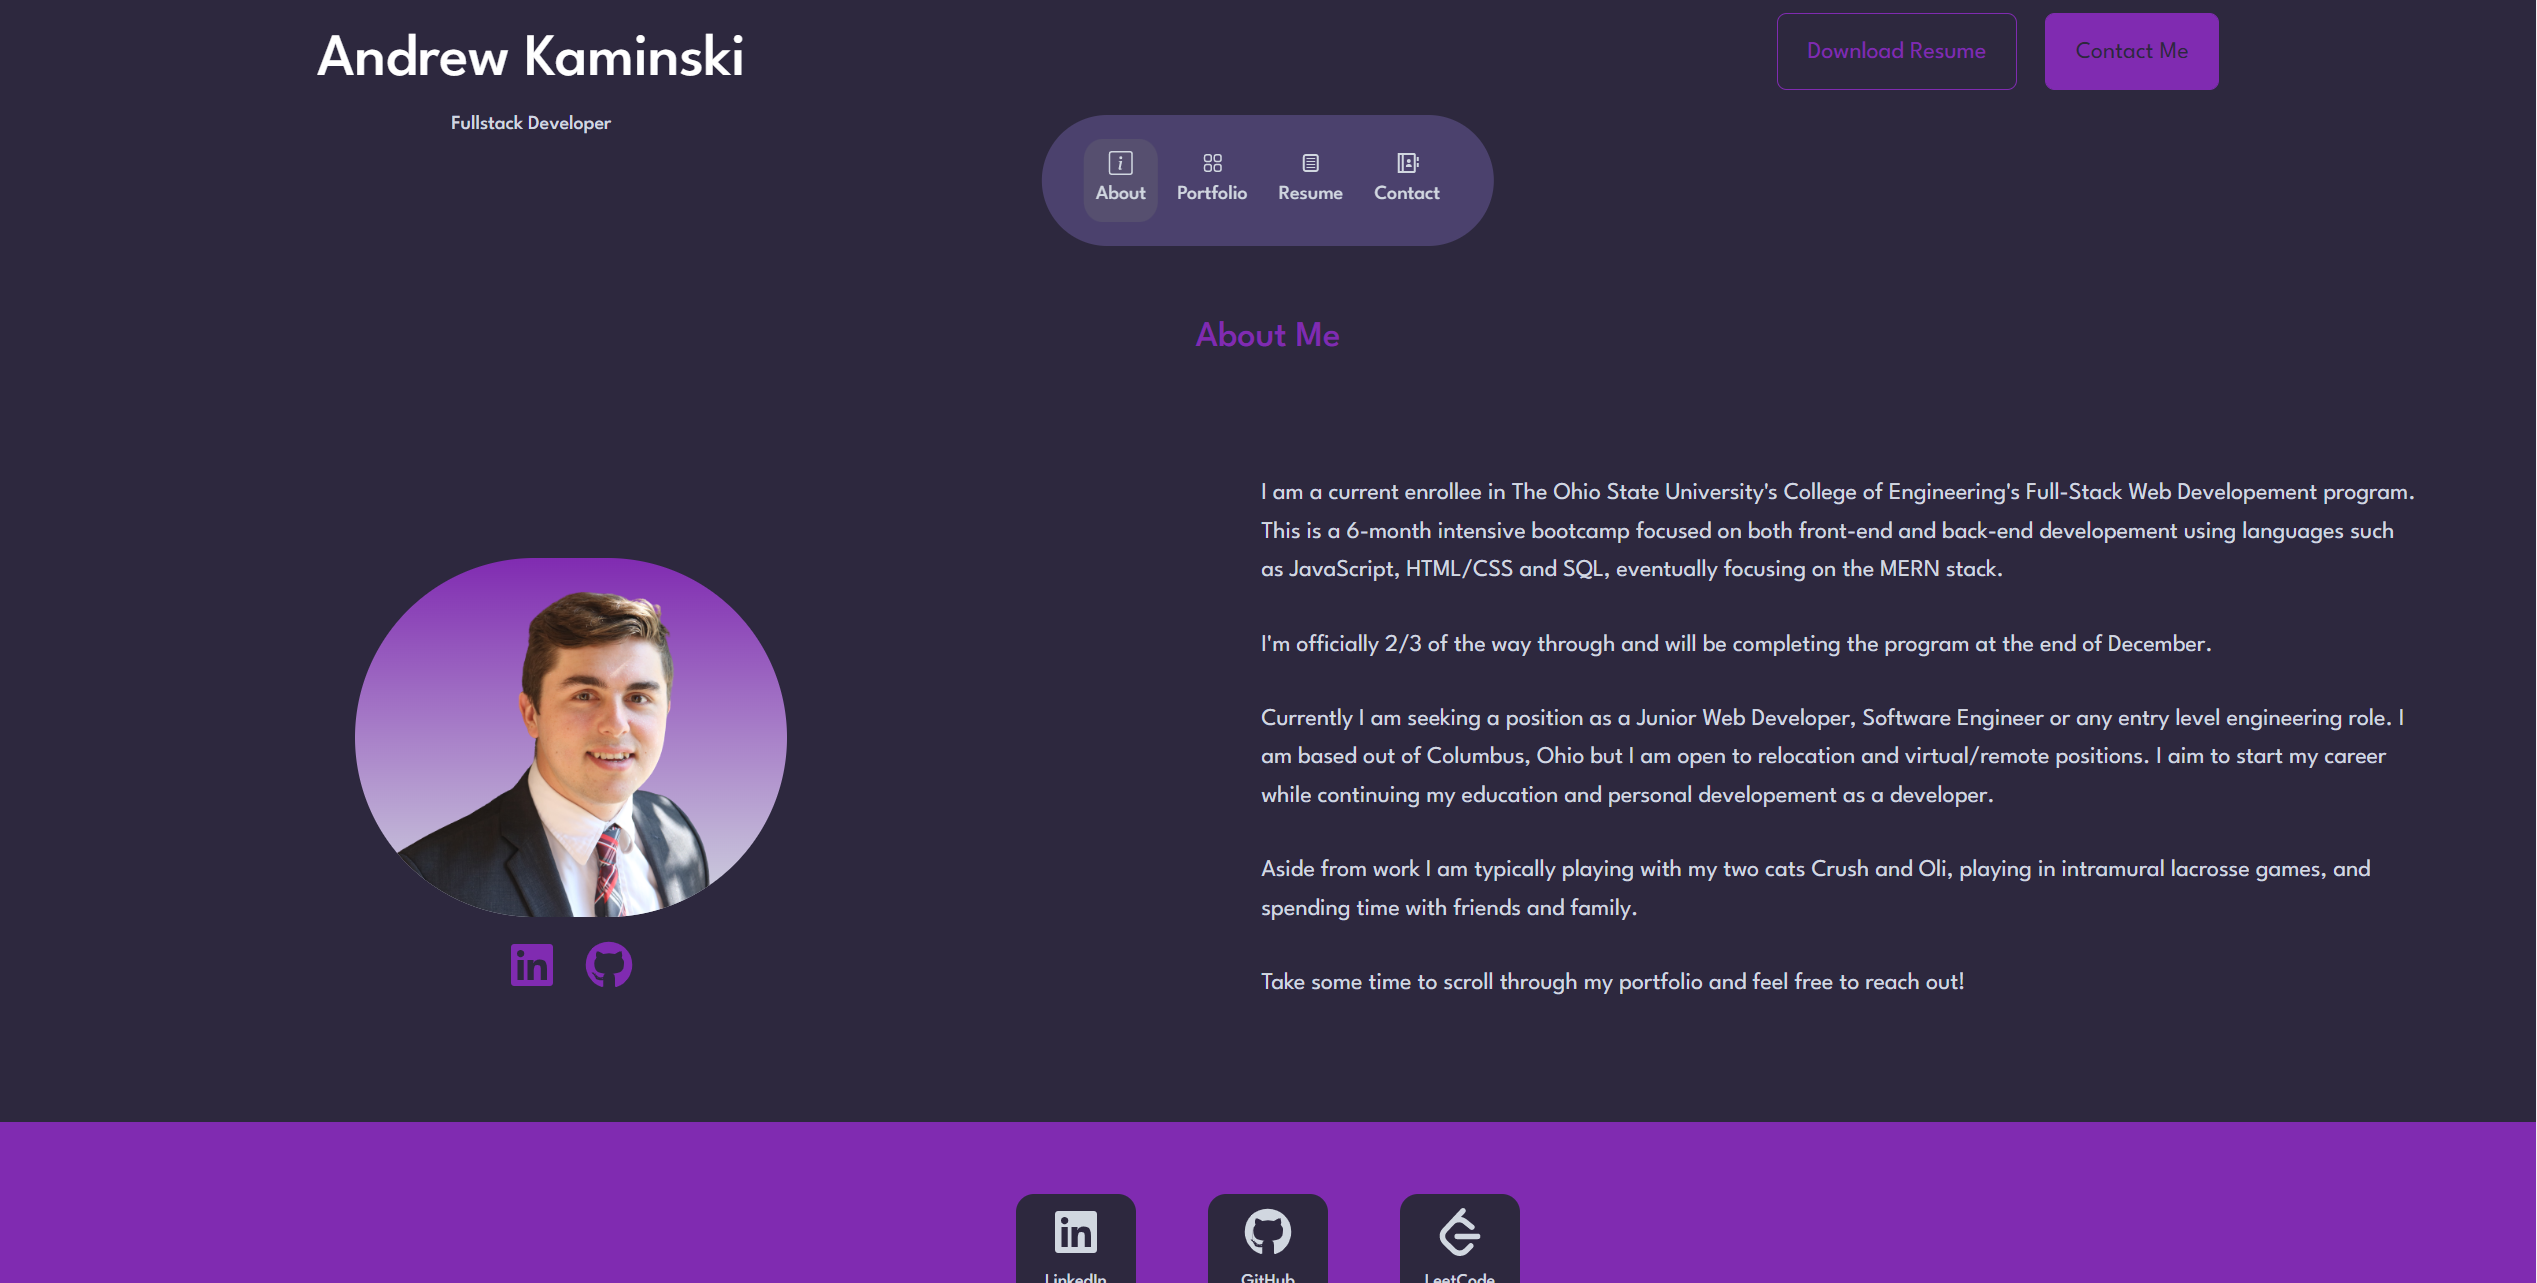 Andrew Kaminski
Fullstack Developer
Download Resume
Contact Me
About
Portfolio
Resume
Contact
About Me
I am a current enrollee in The Ohio State University's College of Engineering's Full-Stack Web Developement program.
This is a 6-month intensive bootcamp focused on both front-end and back-end developement using languages such
as JavaScript, HTML/CSS and SQL, eventually focusing on the MERN stack.
I'm officially 2/3 of the way through and will be completing the program at the end of December.
Currently I am seeking a position as a Junior Web Developer, Software Engineer or any entry level engineering role. I
am based out of Columbus, Ohio but I am open to relocation and virtual/remote positions. I aim to start my career
while continuing my education and personal developement as a developer.
Aside from work I am typically playing with my two cats Crush and Oli, playing in intramural lacrosse games, and
spending time with friends and family.
Take some time to scroll through my portfolio and feel free to reach out!
LinkedIn
GitHub
LeetCode